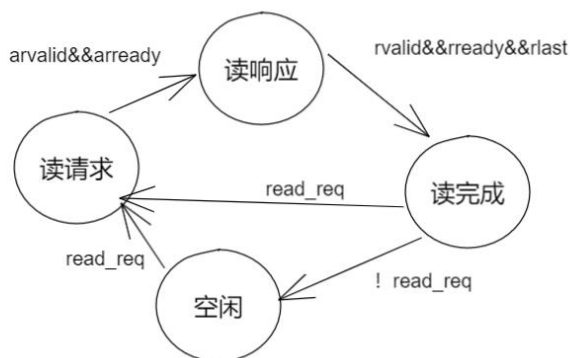 arvalid&&arready
读响应
rvalid&&rready&&rlast
读请求
read_req
读完成
read_req
空闲
！read_req